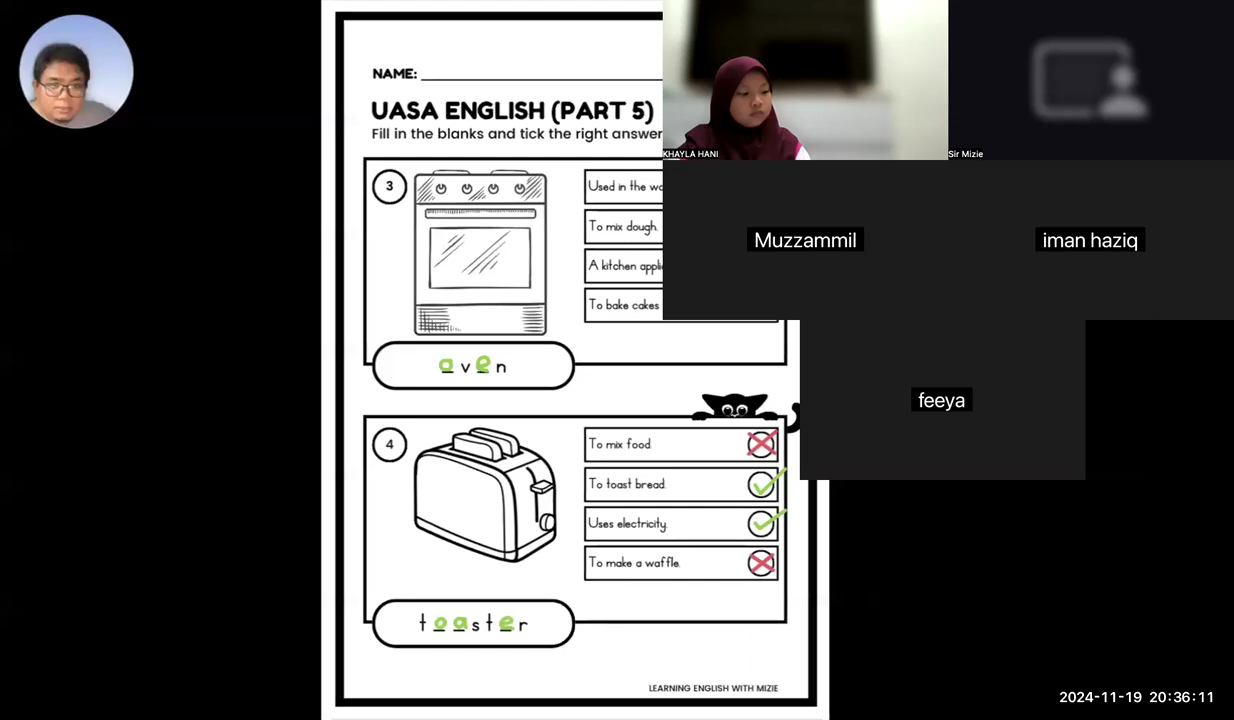 NAME:
UASA ENGLISH (PART 5)
Fill in the blanks and tick the right answer
3
Used in the
To mix dough.
A kitchen
To bake cakes
oven
4
To mix food.
To toast bread.
Uses electricity.
To make a waffle.
toaster
LEARNING ENGLISH WITH MIZIE
KHAYLA HANI
Sir Mizie
Muzzammil
iman haziq
feeya
2024-11-19 20:36:11